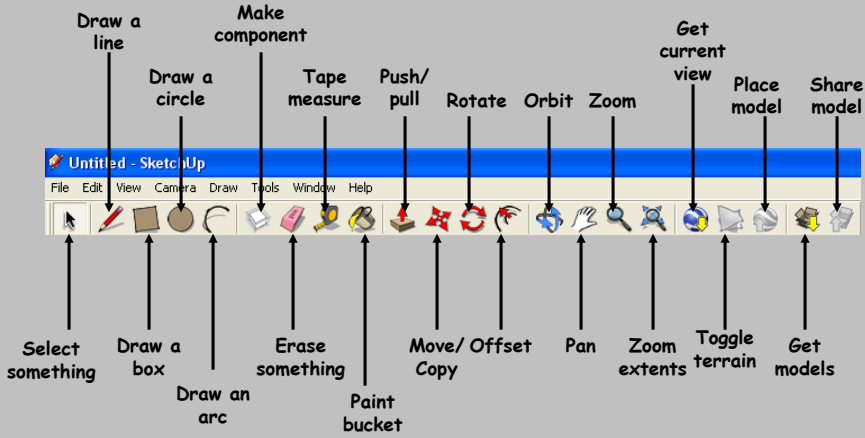 Draw a
line
Make
component
Get
current
view
Draw a
circle
Tape
measure
Push/
pull
Rotate
Orbit
Zoom
Place
model
Share
model
Untitled - SketchUp
File Edit View Camera Draw Tools Window Help
Select
something
Draw a
box
Draw an
arc
Erase
something
Paint
bucket
Move/
Copy
Offset
Pan
Zoom
extents
Toggle
terrain
Get
models